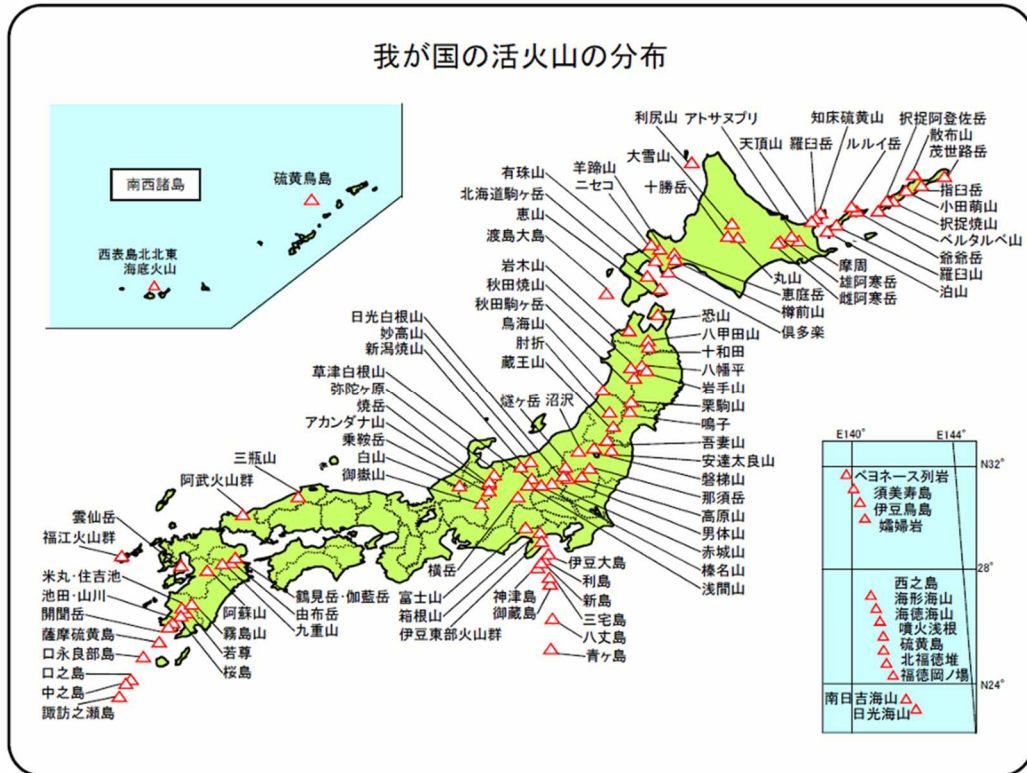 我が国の活火山の分布
南西諸島
硫黄鳥島
西表島北北東
海底火山
利尻山
アトサヌプリ
知床硫黄山
択捉阿登佐岳
天頂山
羅臼岳
ルルイ岳
散布山
茂世路岳
大雪山
羊蹄山
ニセコ
十勝岳
有珠山
北海道駒ヶ岳
恵山
渡島大島
指臼岳
小田萌山
択捉焼山
ベルタルベ山
爺爺岳
羅臼山
泊山
摩周
雄阿寒岳
雌阿寒岳
丸山
恵庭岳
樽前山
倶多楽
岩木山
秋田焼山
秋田駒ヶ岳
鳥海山
肘折
蔵王山
日光白根山
妙高山
新潟焼山
草津白根山
弥陀ヶ原
焼岳
アカンダナ山
乗鞍岳
白山
御嶽山
燧ヶ岳
沼沢
恐山
八甲田山
十和田
八幡平
岩手山
栗駒山
鳴子
吾妻山
安達太良山
磐梯山
那須岳
高原山
男体山
赤城山
榛名山
浅間山
三瓶山
阿武火山群
雲仙岳
福江火山群
米丸・住吉池
池田・山川
開聞岳
薩摩硫黄島
口永良部島
口之島
中之島
諏訪之瀬島
鶴見岳・伽藍岳
由布岳
九重山
阿蘇山
霧島山
若尊
桜島
横岳
富士山
箱根山
伊豆東部火山群
伊豆大島
利島
新島
神津島
御蔵島
三宅島
八丈島
青ヶ島
E140°
E144°
N32°
ベヨネース列岩
須美寿島
伊豆鳥島
孀婦岩
N28°
西之島
海形海山
海徳海山
噴火浅根
硫黄島
北福徳堆
福徳岡ノ場
N24°
南日吉海山
日光海山